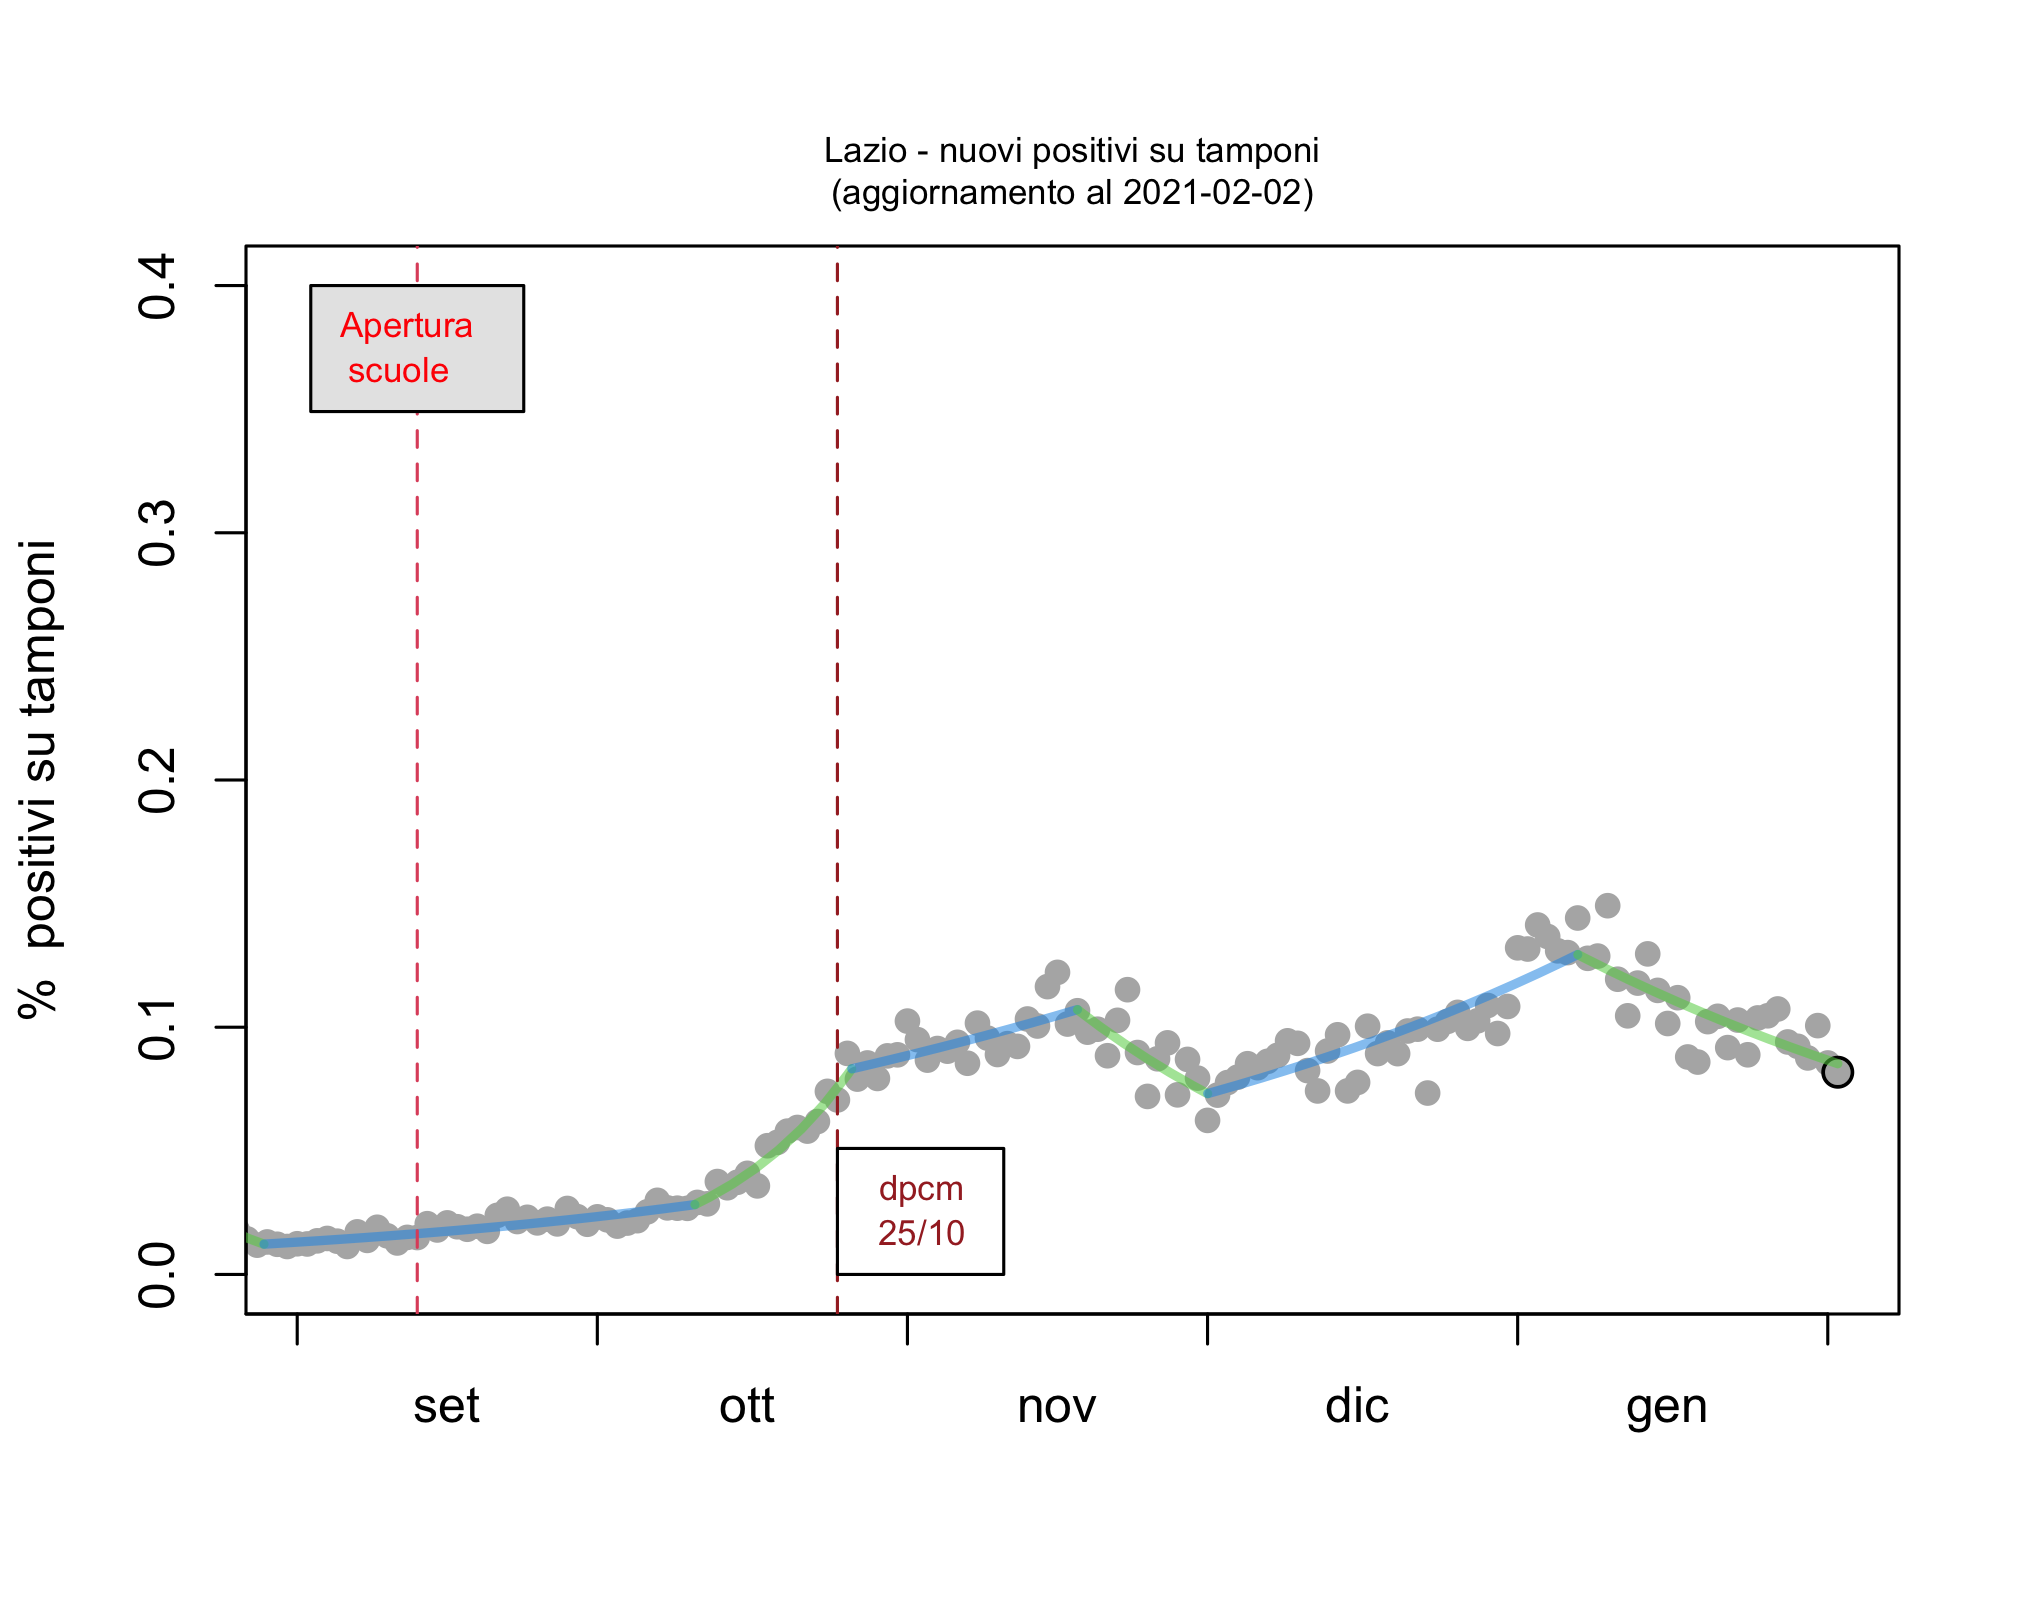 Lazio - nuovi positivi su tamponi
(aggiornamento al 2021-02-02)
% positivi su tamponi
0.4
0.3
0.2
0.1
0.0
Apertura
scuole
dpcm
25/10
set
ott
nov
dic
gen